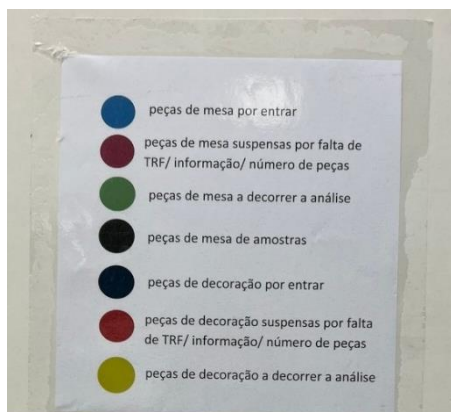 peças de mesa por entrar
peças de mesa suspensas por falta de
TRF/ informação/ número de peças
peças de mesa a decorrer a análise
peças de mesa de amostras
peças de decoração por entrar
peças de decoração suspensas por falta
de TRF/ informação/ número de peças
peças de decoração a decorrer a análise